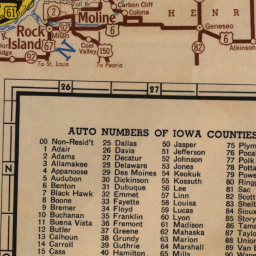 61
2
Carbon Cliff
Moline
Colona
6
HENR
Geneseo
Rock
Island
Milan
67
82
6
Atkinson
Coal
Valley
150
92
To St. Louis
To Peoria
26
27
AUTO NUMBERS OF IOWA COUNTIES
00 Non-Resid't 25 Dallas 50 Jasper 75 Plym
1 Adair 26 Davis 51 Jefferson 76 Poca
2 Adams 27 Decatur 52 Johnson 77 Polk
3 Allamakee 28 Delaware 53 Jones 78 Potta
4 Appanoose 29 Des Moines 54 Keokuk 79 Powe
5 Audubon 30 Dickinson 55 Kossuth 80 Ringg
6 Benton 31 Dubuque 56 Lee 81 Sac
7 Black Hawk 32 Emmet 57 Linn 82 Scott
8 Boone 33 Fayette 58 Louisa 83 Shelb
9 Bremer 34 Floyd 59 Lucas 84 Sioux
10 Buchanan 35 Franklin 60 Lyon 85 Story
11 Buena Vista 36 Fremont 61 Madison 86 Tama
12 Butler 37 Greene 62 Mahaska 87 Taylo
13 Calhoun 38 Grundy 63 Marion 88 Union
14 Carroll 39 Guthrie 64 Marshall 89 Van
15 Cass 40 Hamilton 65 Mills 90 Wape
N